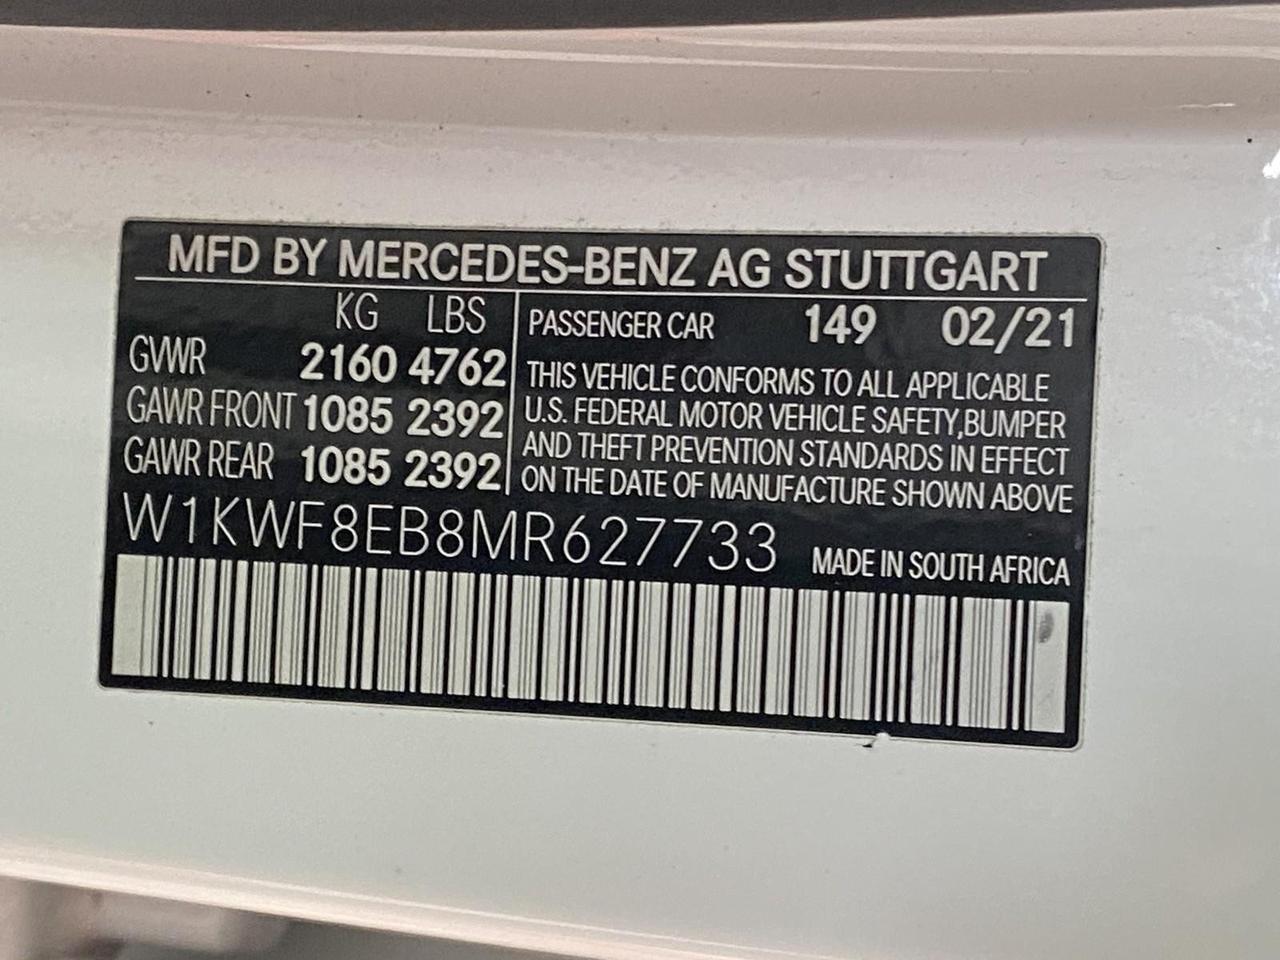 MFD BY MERCEDES-BENZ AG STUTTGART
KG LBS
GVWR 2160 4762
GAWR FRONT 1085 2392
GAWR REAR 1085 2392
PASSENGER CAR 149 02/21
THIS VEHICLE CONFORMS TO ALL APPLICABLE
U.S. FEDERAL MOTOR VEHICLE SAFETY,BUMPER
AND THEFT PREVENTION STANDARDS IN EFFECT
ON THE DATE OF MANUFACTURE SHOWN ABOVE
W1KWF8EB8MR627733
MADE IN SOUTH AFRICA